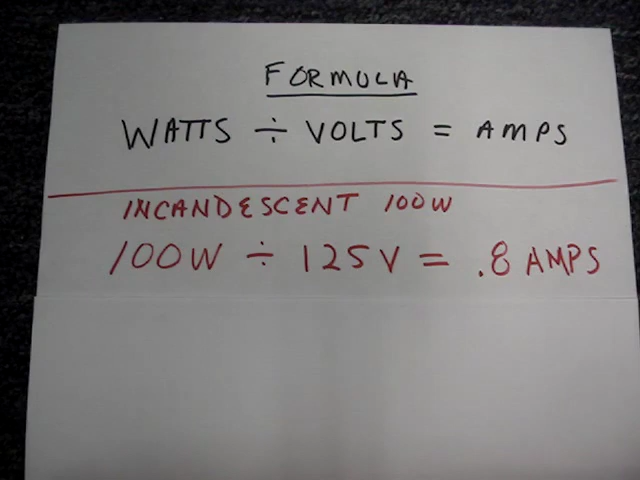 FORMULA
WATTS ÷ VOLTS = AMPS
INCANDESCENT 100W
100W ÷ 125V = .8 AMPS